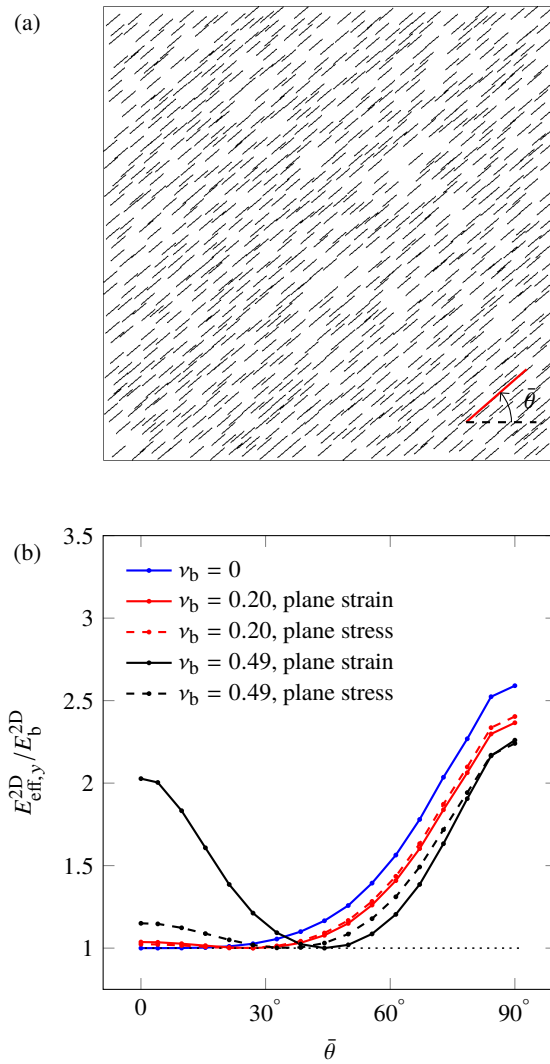 (a)
θ̄
(b)
3.5
3
2.5
2
1.5
1
ν_b = 0
ν_b = 0.20, plane strain
ν_b = 0.20, plane stress
ν_b = 0.49, plane strain
ν_b = 0.49, plane stress
E^2D_eff,y/E^2D_b
0 30° 60° 90°
θ̄